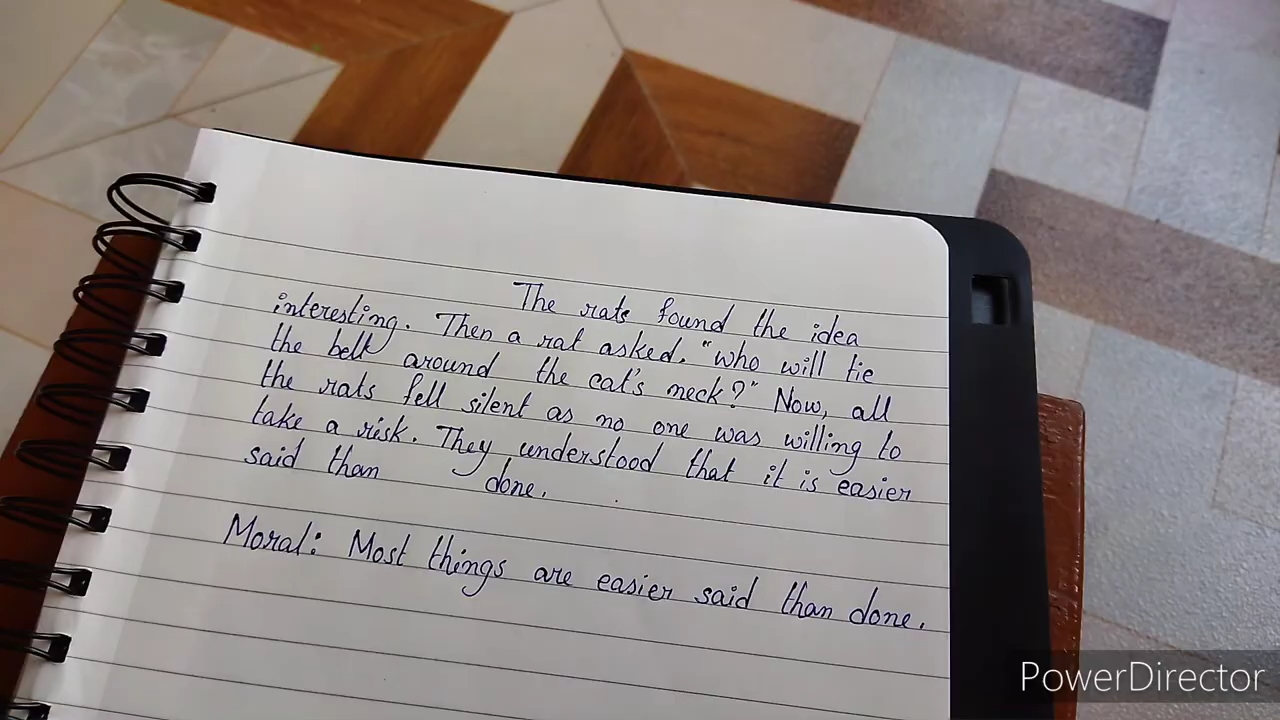 The rats found the idea
interesting. Then a rat asked. "who will tie
the bell around the cat's neck?" Now, all
the rats fell silent as no one was willing to
take a risk. They understood that it is easier
said than done.
Moral: Most things are easier said than done.
PowerDirector